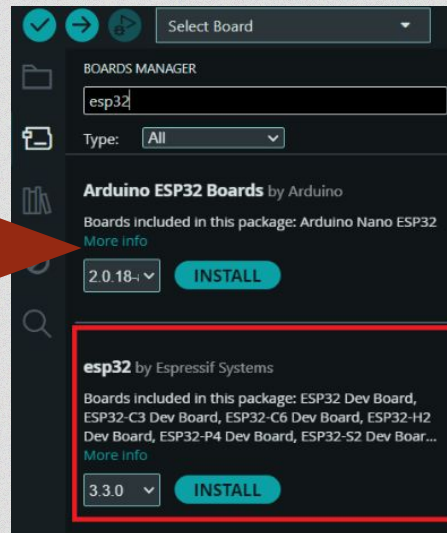 Select Board
BOARDS MANAGER
esp32
Type: All
Arduino ESP32 Boards by Arduino
Boards included in this package: Arduino Nano ESP32
More info
2.0.18-
INSTALL
esp32 by Espressif Systems
Boards included in this package: ESP32 Dev Board,
ESP32-C3 Dev Board, ESP32-C6 Dev Board, ESP32-H2
Dev Board, ESP32-P4 Dev Board, ESP32-S2 Dev Boar...
More info
3.3.0
INSTALL